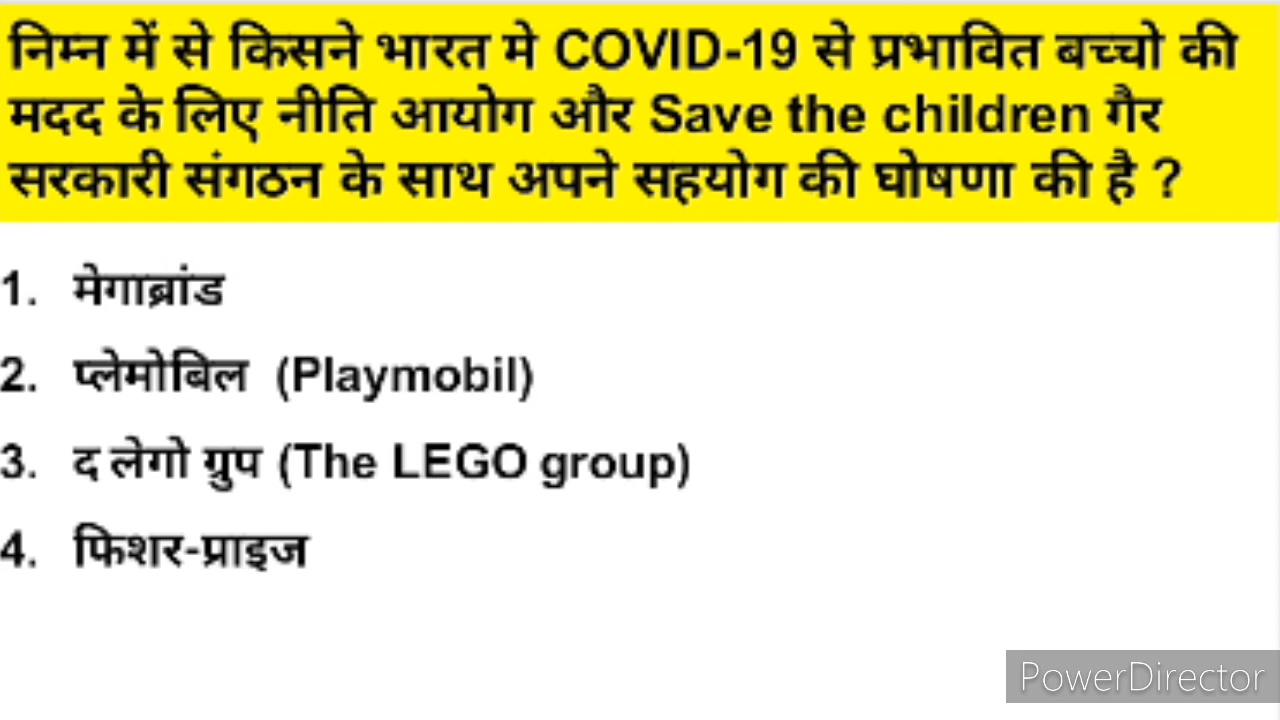 निम्न में से किसने भारत मे COVID-19 से प्रभावित बच्चो की
मदद के लिए नीति आयोग और Save the children गैर
सरकारी संगठन के साथ अपने सहयोग की घोषणा की है ?
1. मेगाब्रांड
2. प्लेमोबिल (Playmobil)
3. द लेगो ग्रुप (The LEGO group)
4. फिशर-प्राइज
PowerDirector